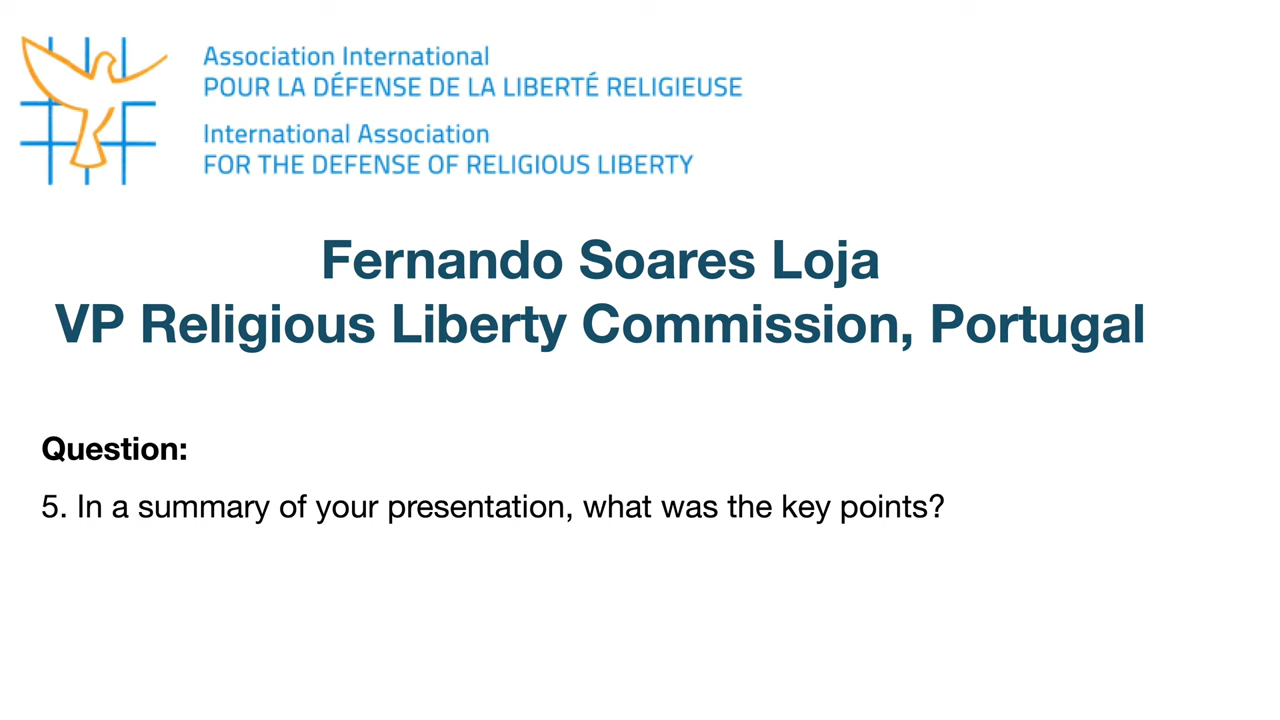 Association International
POUR LA DÉFENSE DE LA LIBERTÉ RELIGIEUSE
International Association
FOR THE DEFENSE OF RELIGIOUS LIBERTY
Fernando Soares Loja
VP Religious Liberty Commission, Portugal
Question:
5. In a summary of your presentation, what was the key points?